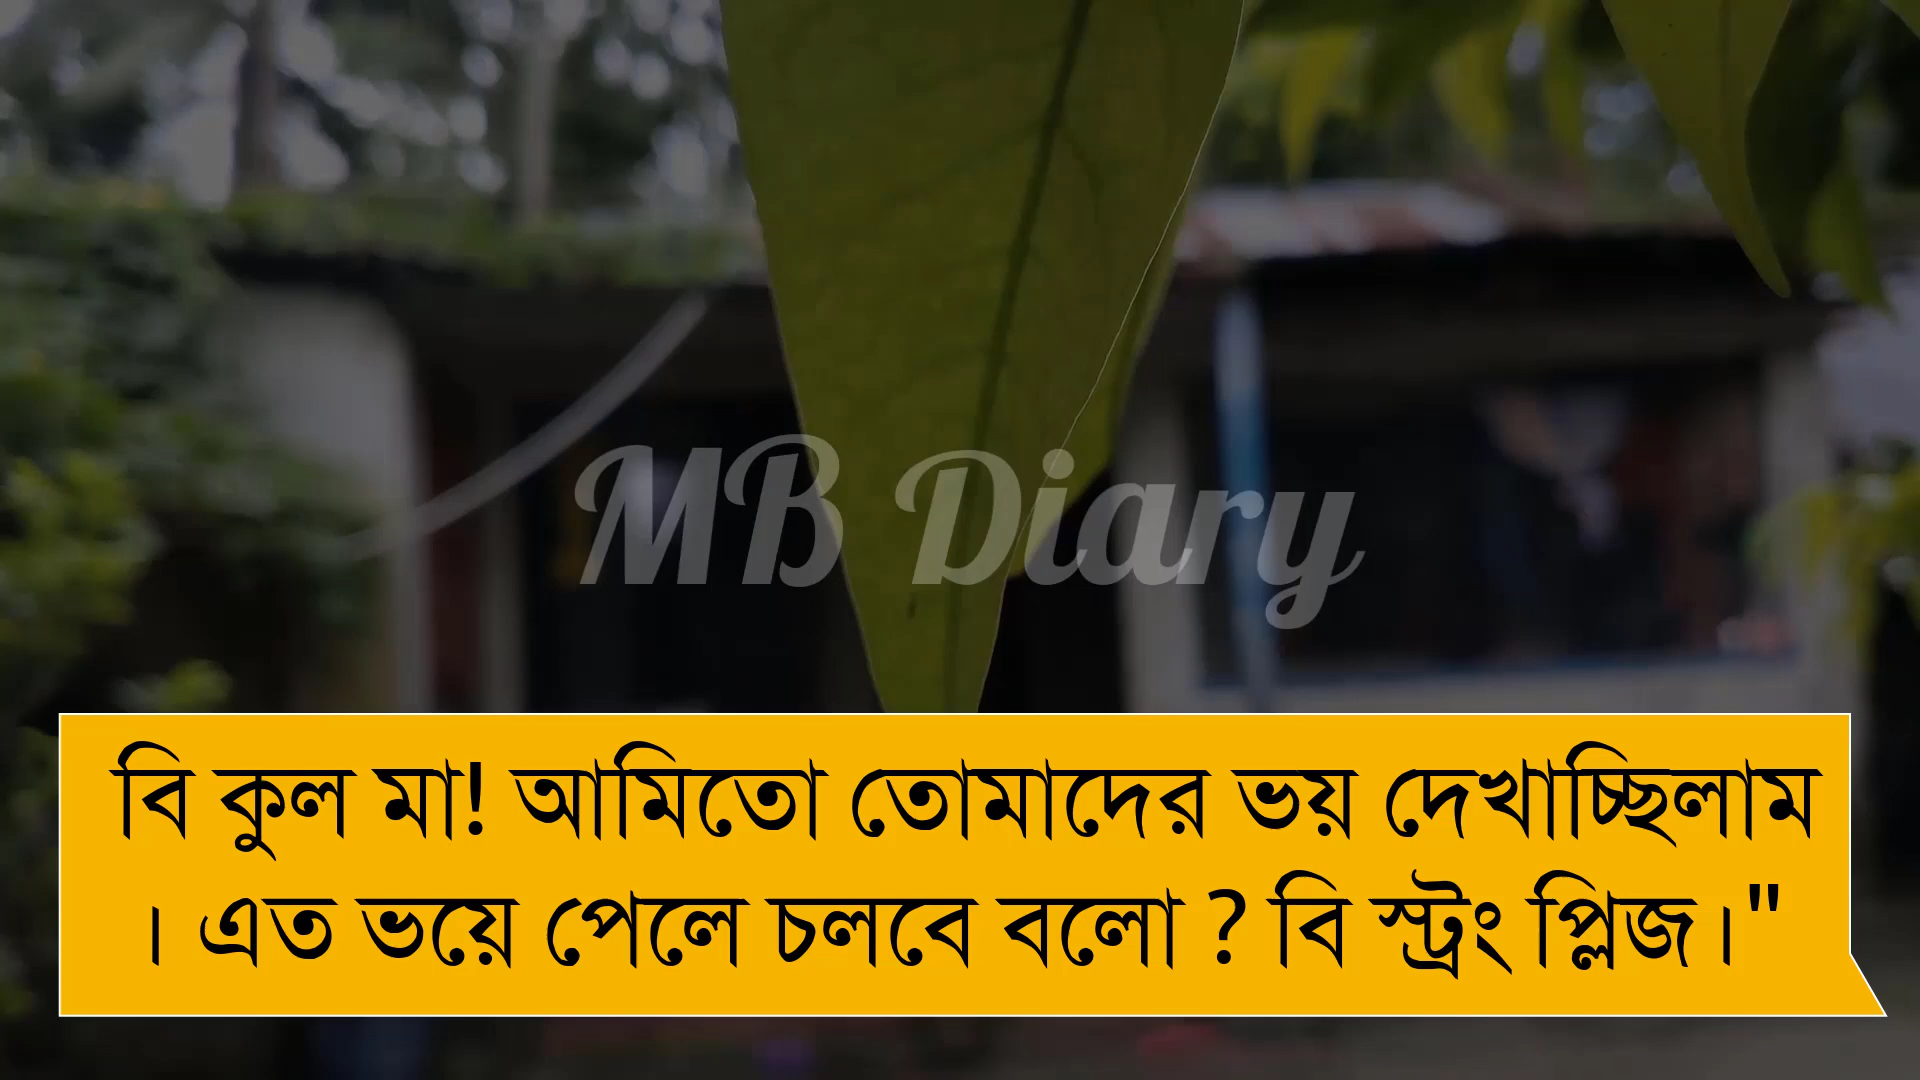 MB Diary
বি কুল মা! আমিতো তোমাদের ভয় দেখাচ্ছিলাম
। এত ভয়ে পেলে চলবে বলো ? বি স্ট্রং প্লিজ।"